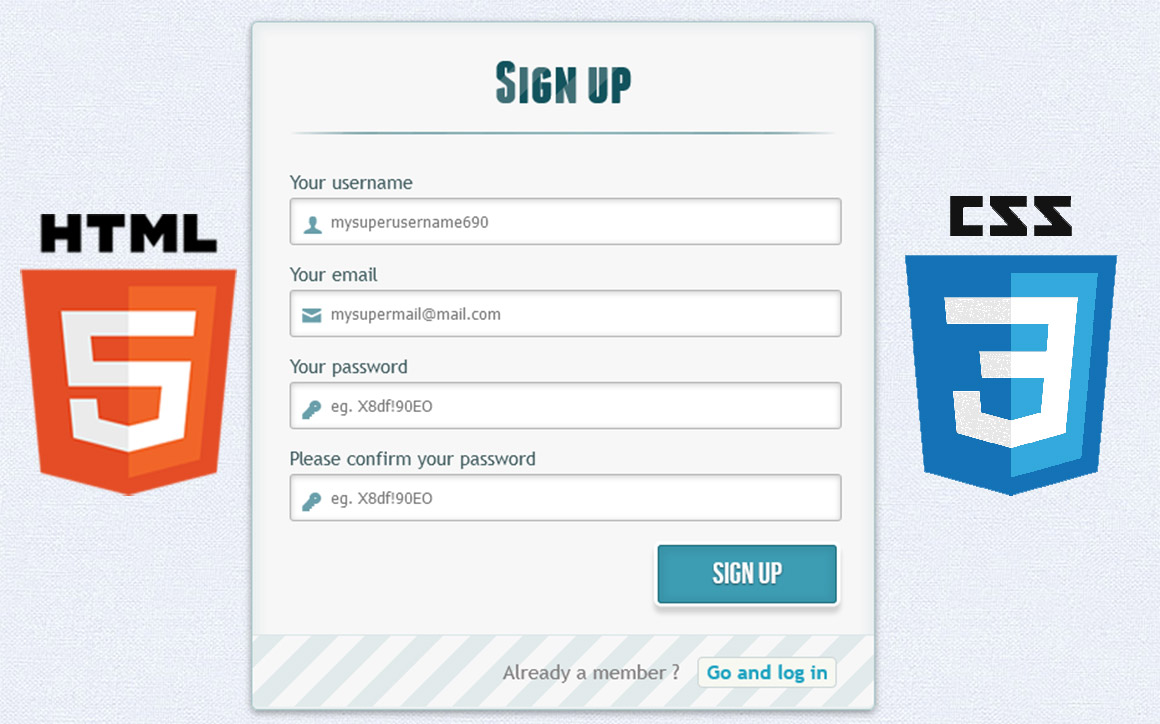 Sign up
Your username
mysuperusername690
Your email
mysupermail@mail.com
Your password
eg. X8df!90EO
Please confirm your password
eg. X8df!90EO
SIGN UP
Already a member ? Go and log in
HTML
5
CSS
3